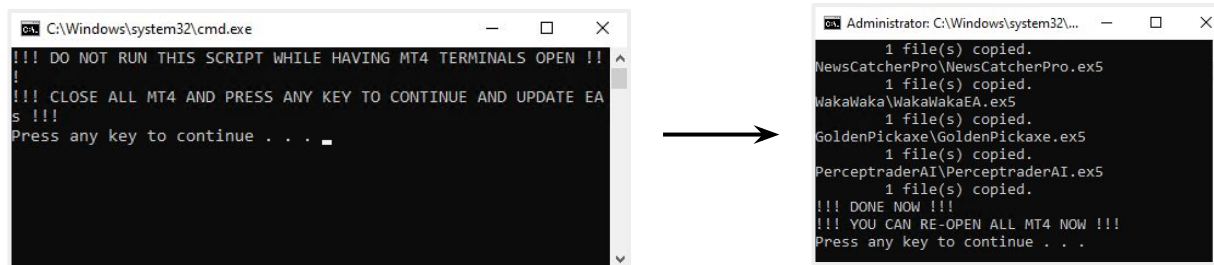 C:\Windows\system32\cmd.exe
!!! DO NOT RUN THIS SCRIPT WHILE HAVING MT4 TERMINALS OPEN !!
!
!!! CLOSE ALL MT4 AND PRESS ANY KEY TO CONTINUE AND UPDATE EA
s !!!
Press any key to continue . . .
Administrator: C:\Windows\system32\...
1 file(s) copied.
NewsCatcherPro\NewsCatcherPro.ex5
1 file(s) copied.
WakaWaka\WakaWakaEA.ex5
1 file(s) copied.
GoldenPickaxe\GoldenPickaxe.ex5
1 file(s) copied.
PerceptraderAI\PerceptraderAI.ex5
1 file(s) copied.
!!! DONE NOW !!!
!!! YOU CAN RE-OPEN ALL MT4 NOW !!!
Press any key to continue . . .